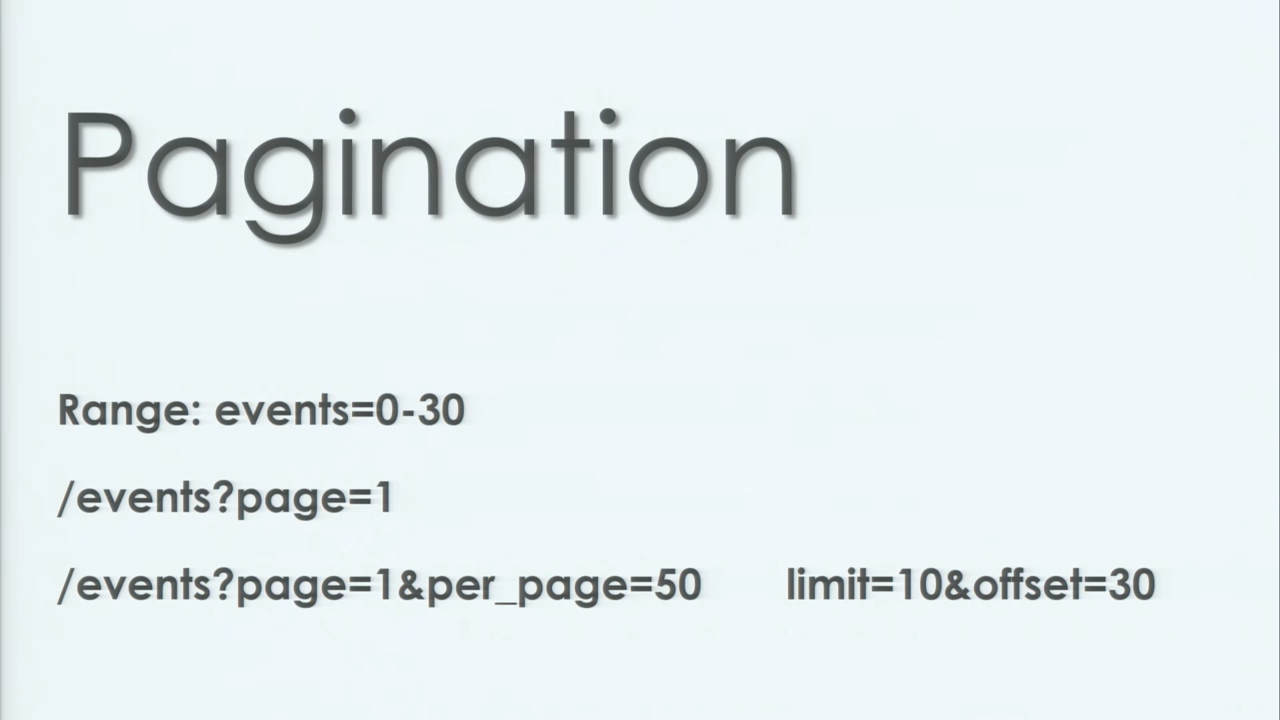 Pagination
Range: events=0-30
/events?page=1
/events?page=1&per_page=50 limit=10&offset=30